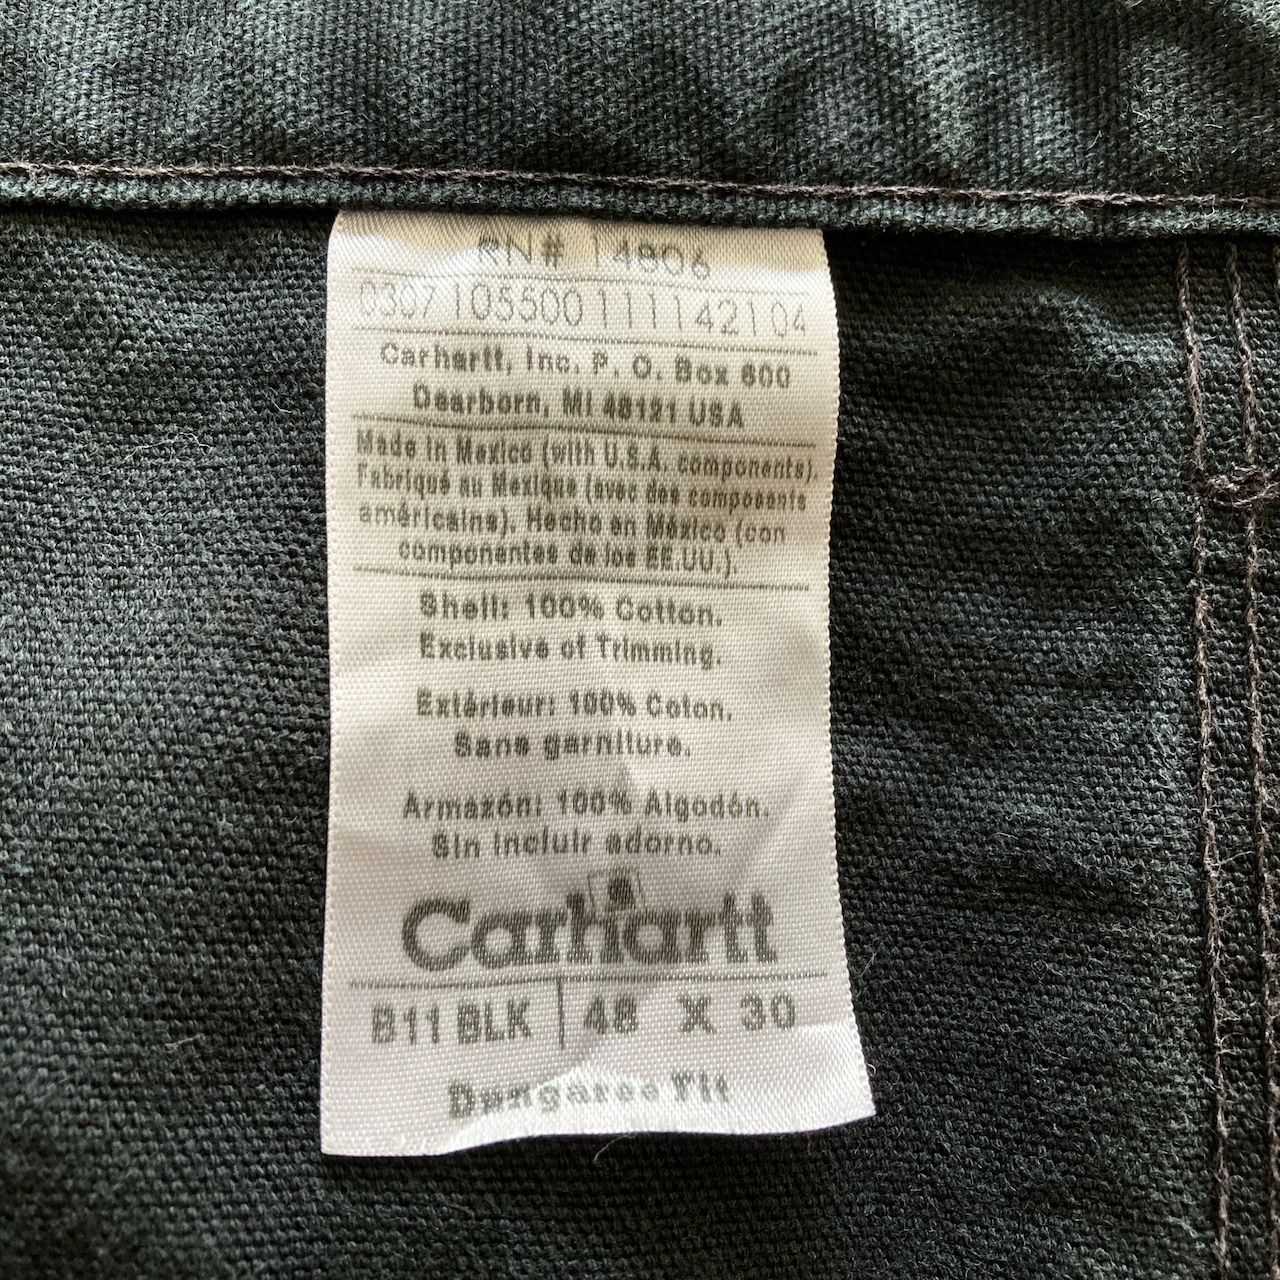 RN# 14806
0307 105500 111142104
Carhartt, Inc. P. O. Box 600
Dearborn, MI 48121 USA
Made in Mexico (with U.S.A. components).
Fabriqué au Mexique (avec des composents
américains). Hecho en México (con
componentes de los EE.UU.).
Shell: 100% Cotton.
Exclusive of Trimming.
Extérieur: 100% Coton.
Sans garniture.
Armazón: 100% Algodón.
Sin incluir adorno.
Carhartt
B11 BLK 48 X 30
Dungaree Fit